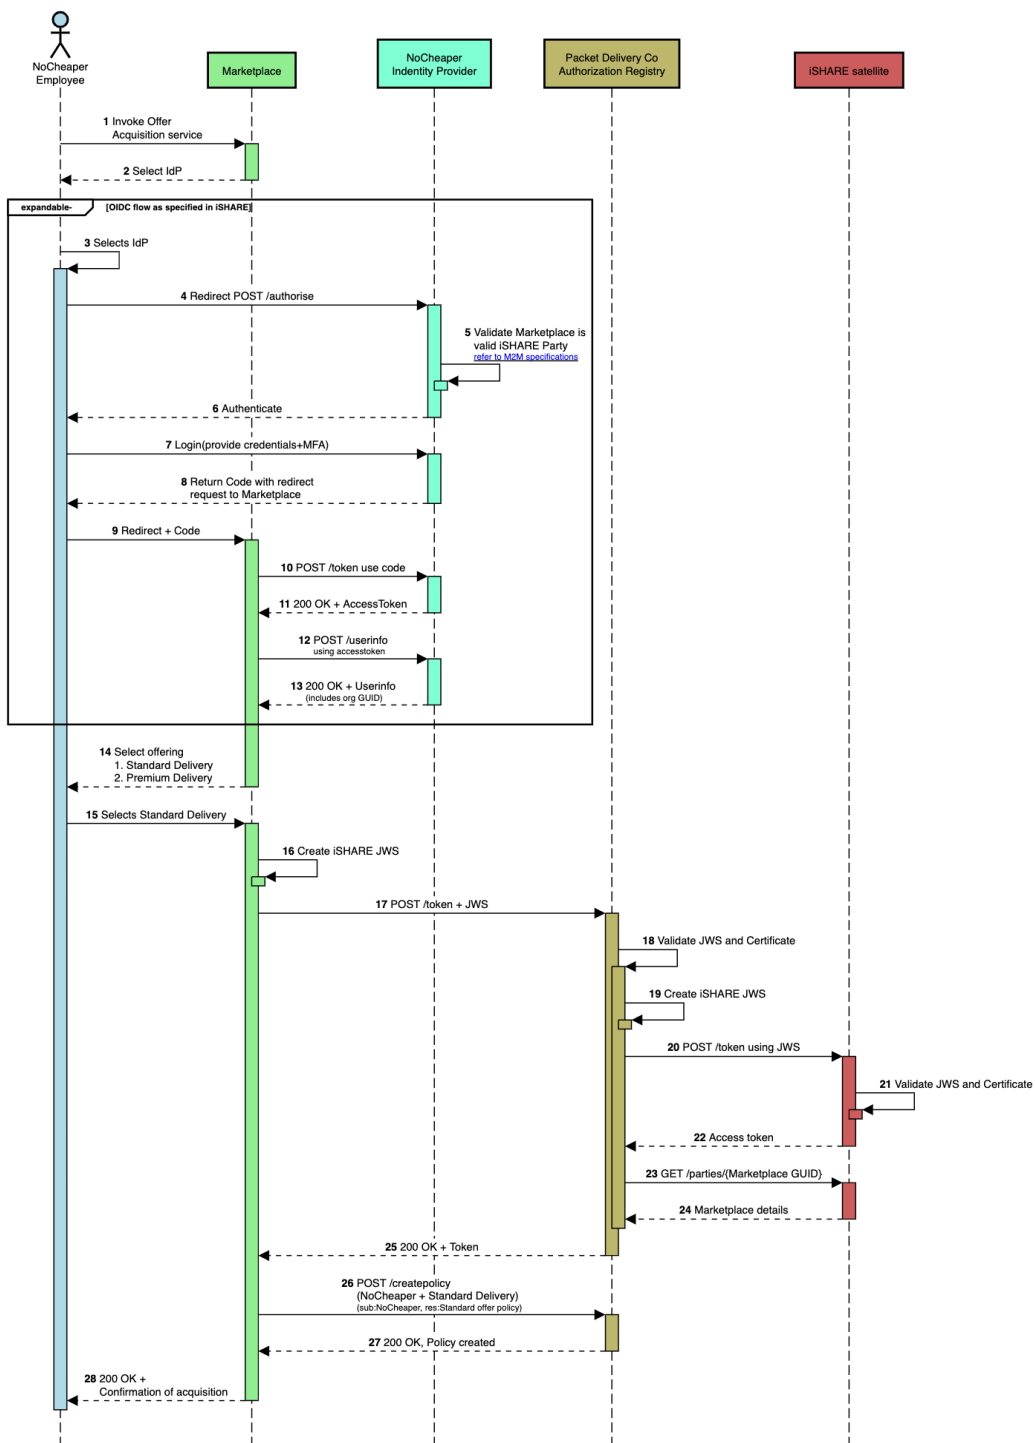 NoCheaper
Employee
Marketplace
NoCheaper
Indentity Provider
Packet Delivery Co
Authorization Registry
iSHARE satellite
1 Invoke Offer
Acquisition service
2 Select IdP
expandable-
[OIDC flow as specified in iSHARE]
3 Selects IdP
4 Redirect POST /authorise
5 Validate Marketplace is
valid iSHARE Party
refer to M2M specifications
6 Authenticate
7 Login(provide credentials+MFA)
8 Return Code with redirect
request to Marketplace
9 Redirect + Code
10 POST /token use code
11 200 OK + AccessToken
12 POST /userinfo
using accesstoken
13 200 OK + Userinfo
(includes org GUID)
14 Select offering
1. Standard Delivery
2. Premium Delivery
15 Selects Standard Delivery
16 Create iSHARE JWS
17 POST /token + JWS
18 Validate JWS and Certificate
19 Create iSHARE JWS
20 POST /token using JWS
21 Validate JWS and Certificate
22 Access token
23 GET /parties/{Marketplace GUID}
24 Marketplace details
25 200 OK + Token
26 POST /createpolicy
(NoCheaper + Standard Delivery)
(sub:NoCheaper, res:Standard offer policy)
27 200 OK, Policy created
28 200 OK +
Confirmation of acquisition